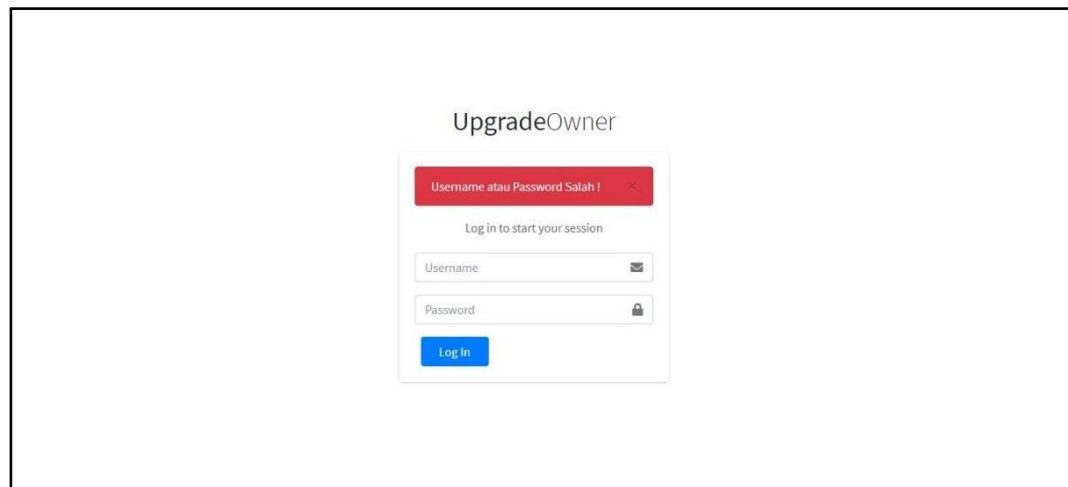 UpgradeOwner
Username atau Password Salah !
Log in to start your session
Username
Password
Log In